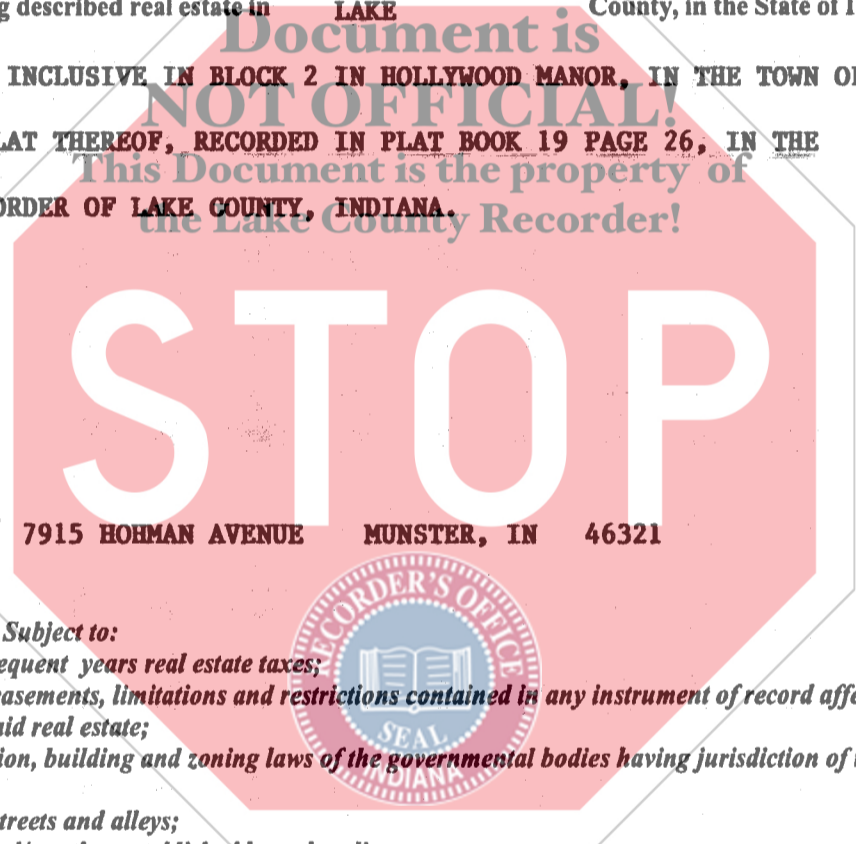 g described real estate in LAKE County, in the State of I
Document is
INCLUSIVE IN BLOCK 2 IN HOLLYWOOD MANOR, IN THE TOWN OF
NOT OFFICIAL!
LAT THEREOF, RECORDED IN PLAT BOOK 19 PAGE 26, IN THE
This Document is the property of
ORDER OF LAKE COUNTY, INDIANA.
the Lake County Recorder!
STOP
7915 HOHMAN AVENUE MUNSTER, IN 46321
RECORDER'S OFFICE
Subject to:
equent years real estate taxes;
asements, limitations and restrictions contained in any instrument of record affe
aid real estate;
SEAL
ion, building and zoning laws of the governmental bodies having jurisdiction of
INDIANA
treets and alleys;